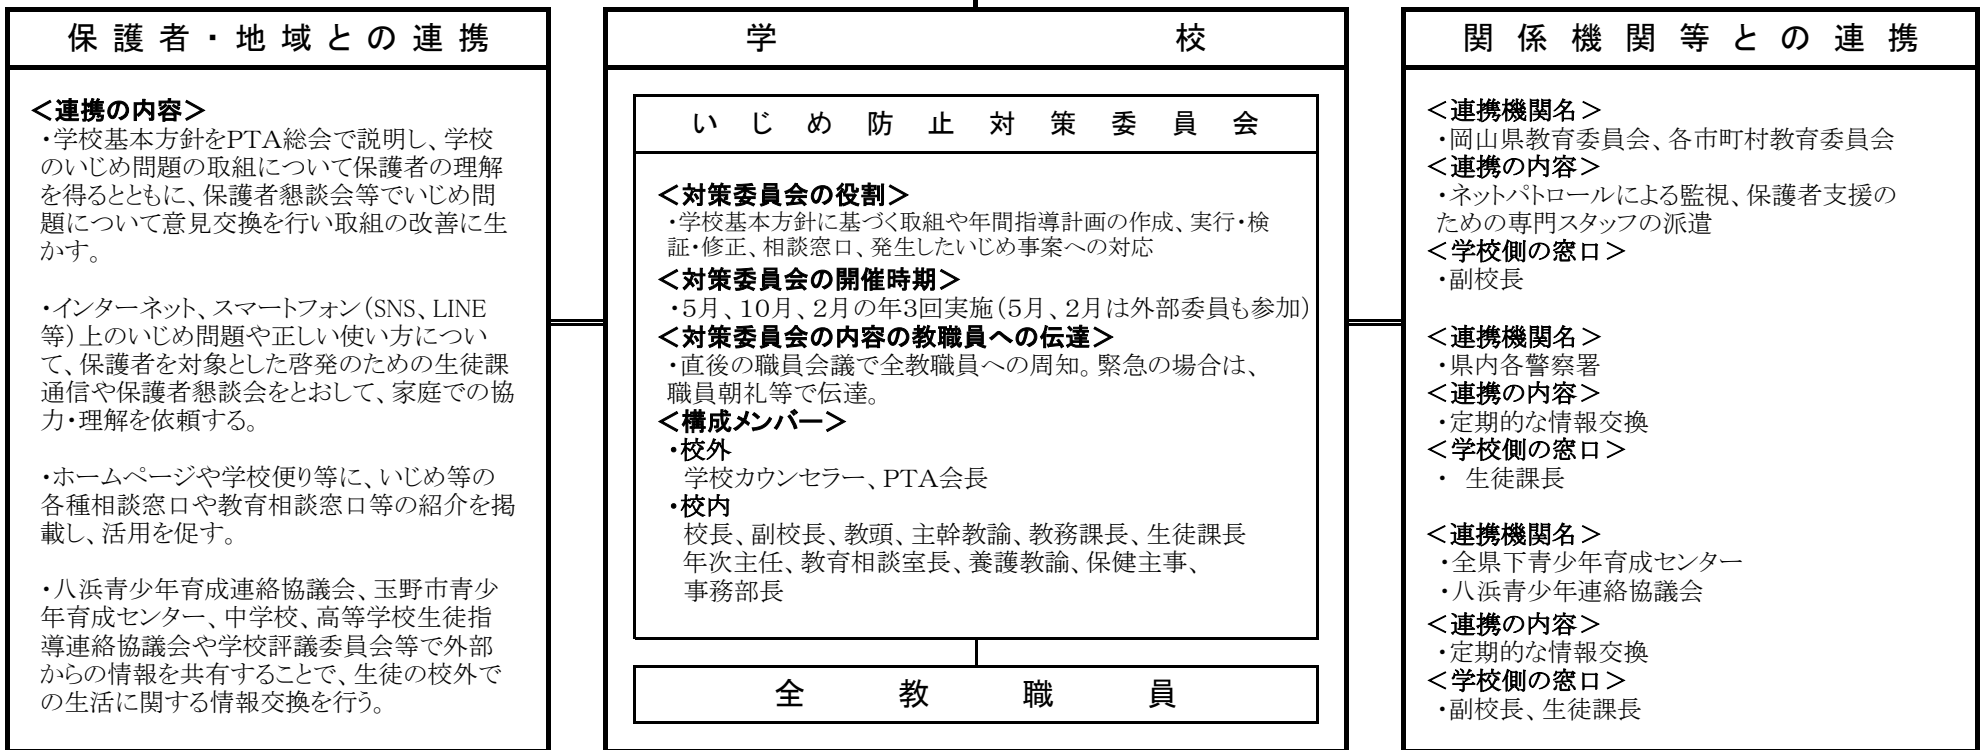 保護者・地域との連携
＜連携の内容＞
・学校基本方針をPTA総会で説明し、学校
のいじめ問題の取組について保護者の理解
を得るとともに、保護者懇談会等でいじめ問
題について意見交換を行い取組の改善に生
かす。
・インターネット、スマートフォン（SNS、LINE
等）上のいじめ問題や正しい使い方につい
て、保護者を対象とした啓発のための生徒課
通信や保護者懇談会をとおして、家庭での協
力・理解を依頼する。
・ホームページや学校便り等に、いじめ等の
各種相談窓口や教育相談窓口等の紹介を掲
載し、活用を促す。
・八浜青少年育成連絡協議会、玉野市青少
年育成センター、中学校、高等学校生徒指
導連絡協議会や学校評議委員会等で外部
からの情報を共有することで、生徒の校外で
の生活に関する情報交換を行う。
学校
いじめ防止対策委員会
＜対策委員会の役割＞
・学校基本方針に基づく取組や年間指導計画の作成、実行・検
証・修正、相談窓口、発生したいじめ事案への対応
＜対策委員会の開催時期＞
・5月、10月、2月の年3回実施（5月、2月は外部委員も参加）
＜対策委員会の内容の教職員への伝達＞
・直後の職員会議で全教職員への周知。緊急の場合は、
職員朝礼等で伝達。
＜構成メンバー＞
・校外
学校カウンセラー、PTA会長
・校内
校長、副校長、教頭、主幹教諭、教務課長、生徒課長
年次主任、教育相談室長、養護教諭、保健主事、
事務部長
全教職員
関係機関等との連携
＜連携機関名＞
・岡山県教育委員会、各市町村教育委員会
＜連携の内容＞
・ネットパトロールによる監視、保護者支援の
ための専門スタッフの派遣
＜学校側の窓口＞
・副校長
＜連携機関名＞
・県内各警察署
＜連携の内容＞
・定期的な情報交換
＜学校側の窓口＞
・ 生徒課長
＜連携機関名＞
・全県下青少年育成センター
・八浜青少年連絡協議会
＜連携の内容＞
・定期的な情報交換
＜学校側の窓口＞
・副校長、生徒課長